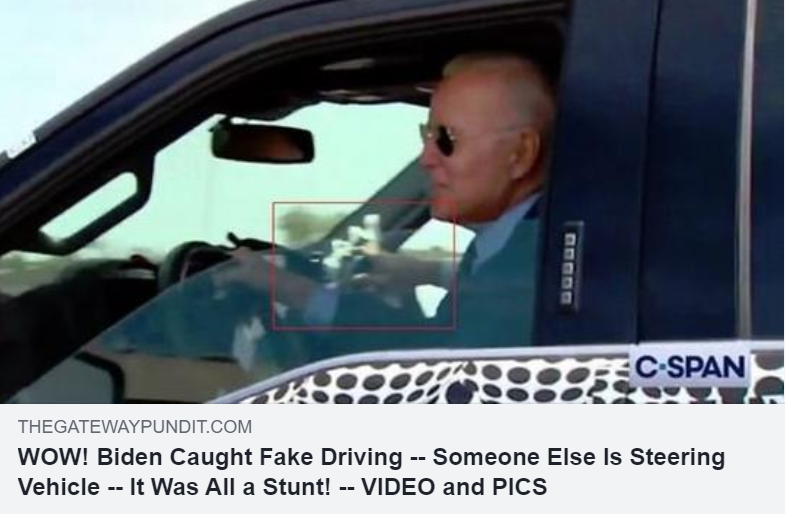 C-SPAN
THEGATEWAYPUNDIT.COM
WOW! Biden Caught Fake Driving -- Someone Else Is Steering
Vehicle -- It Was All a Stunt! -- VIDEO and PICS